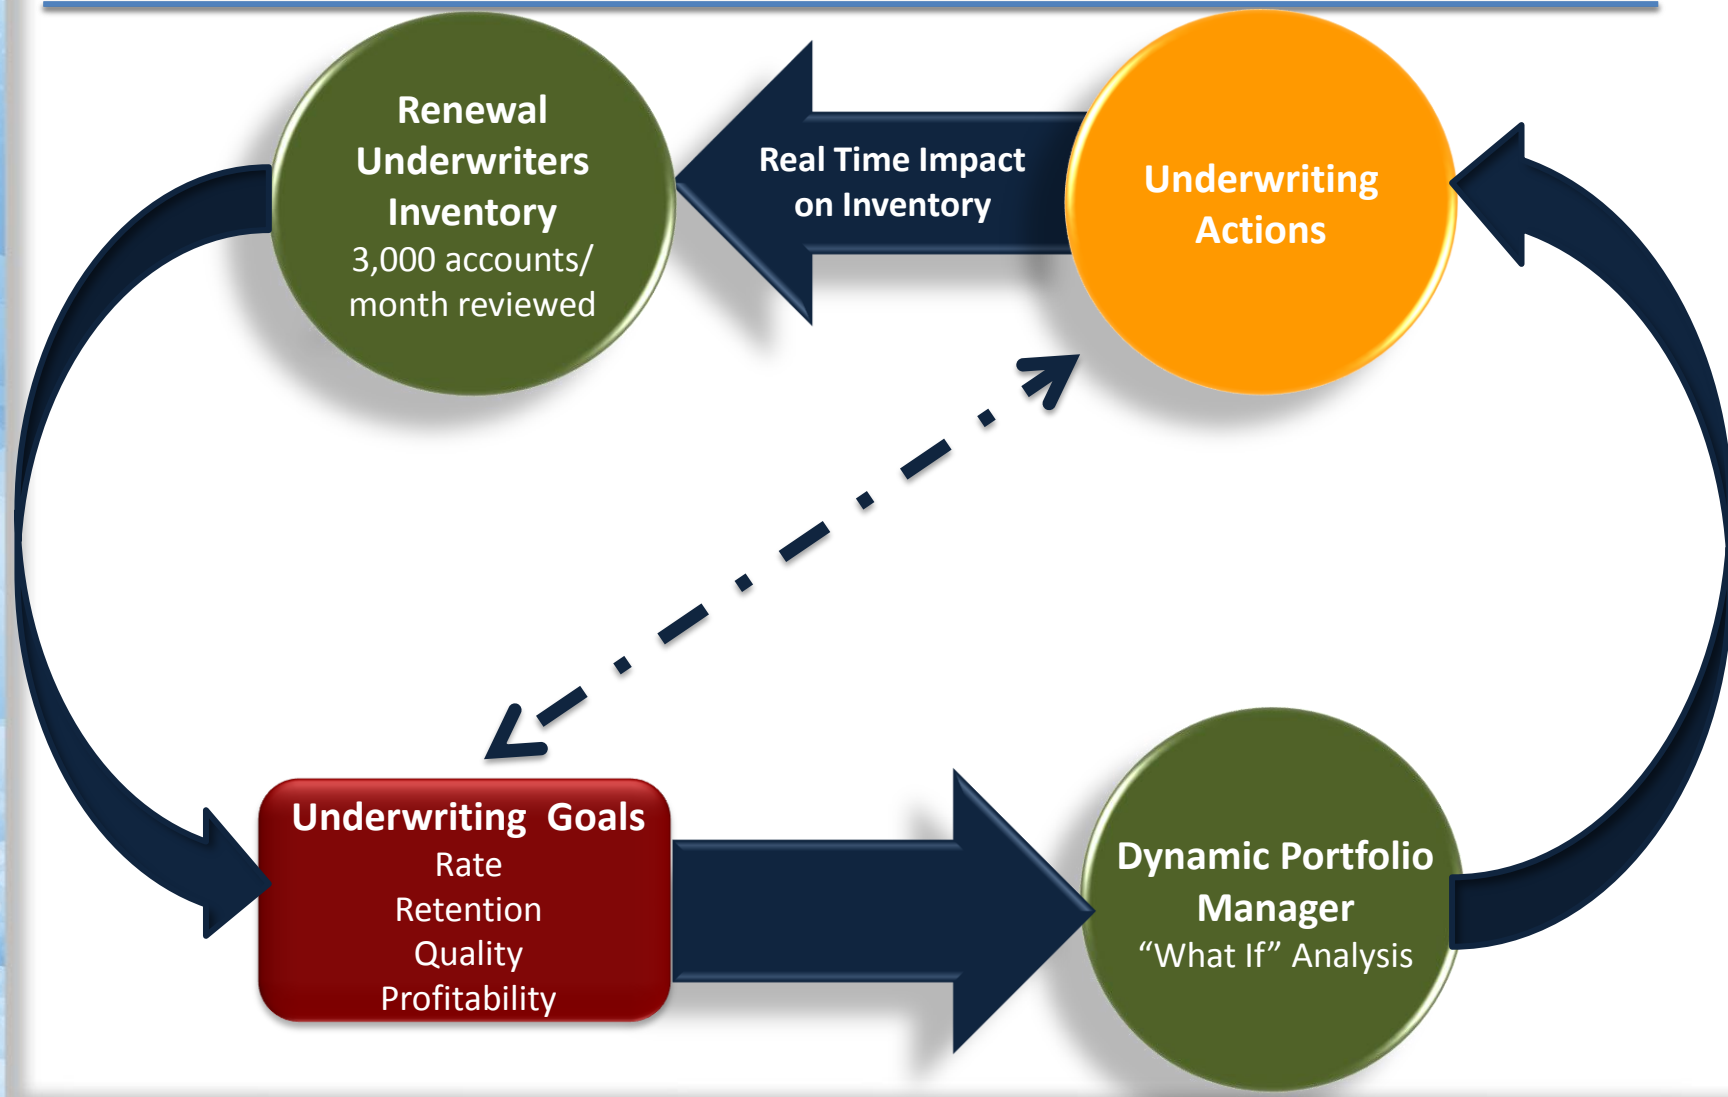 Renewal
Underwriters
Inventory
3,000 accounts/
month reviewed
Real Time Impact
on Inventory
Underwriting
Actions
Underwriting  Goals
Rate
Retention
Quality
Profitability
Dynamic Portfolio
Manager
“What If” Analysis